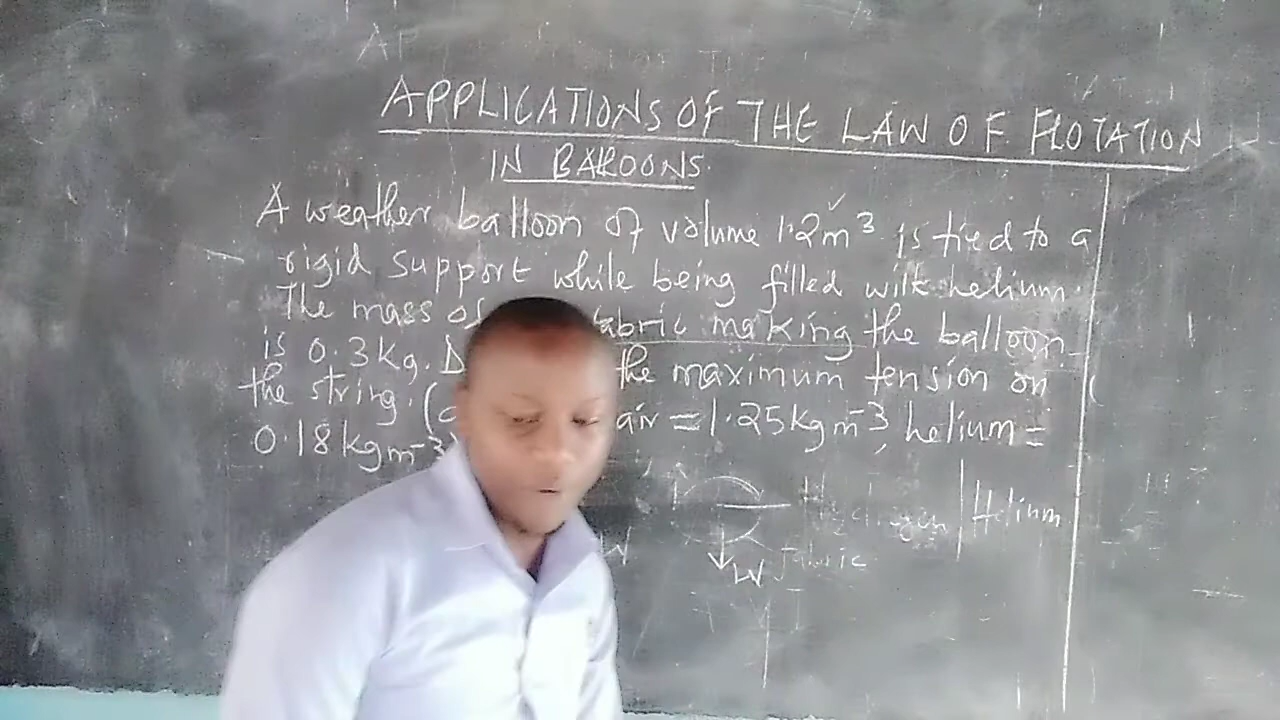 APPLICATIONS OF THE LAW OF FLOTATION
IN BAROONS.
A weather balloon of volume 1.2m³ is tied to a
rigid support while being filled with helium.
The mass of fabric making the balloon
is 0.3kg. the maximum tension on
the string. ( air = 1.25kgm⁻³, helium =
0.18kgm⁻³)
Hydrogen | Helium
W fabric